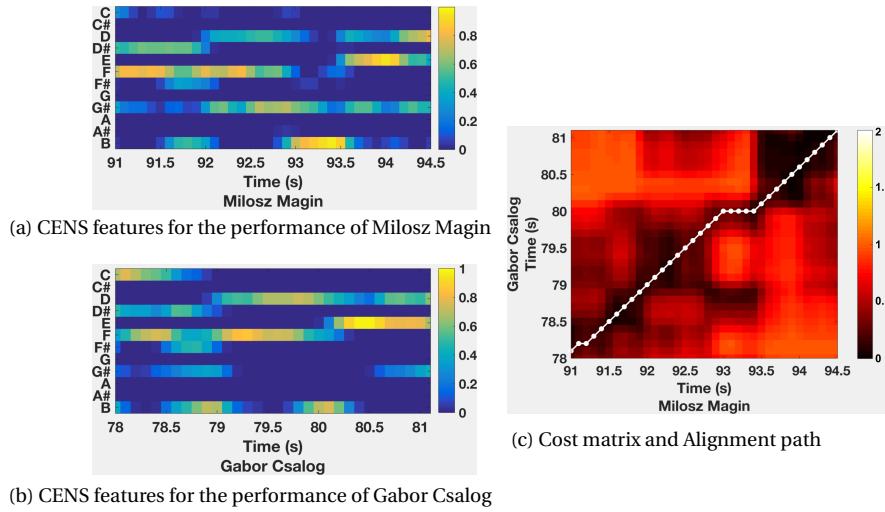 C
C#
D
D#
E
F
F#
G
G#
A
A#
B
91 91.5 92 92.5 93 93.5 94 94.5
0.8
0.6
0.4
0.2
0
Time (s)
Milosz Magin
(a) CENS features for the performance of Milosz Magin
C
C#
D
D#
E
F
F#
G
G#
A
A#
B
78 78.5 79 79.5 80 80.5 81
1
0.8
0.6
0.4
0.2
0
Time (s)
Gabor Csalog
(b) CENS features for the performance of Gabor Csalog
Gabor Csalog
Time (s)
81
80.5
80
79.5
79
78.5
78
91 91.5 92 92.5 93 93.5 94 94.5
2
1.
1
0.
0
Time (s)
Milosz Magin
(c) Cost matrix and Alignment path